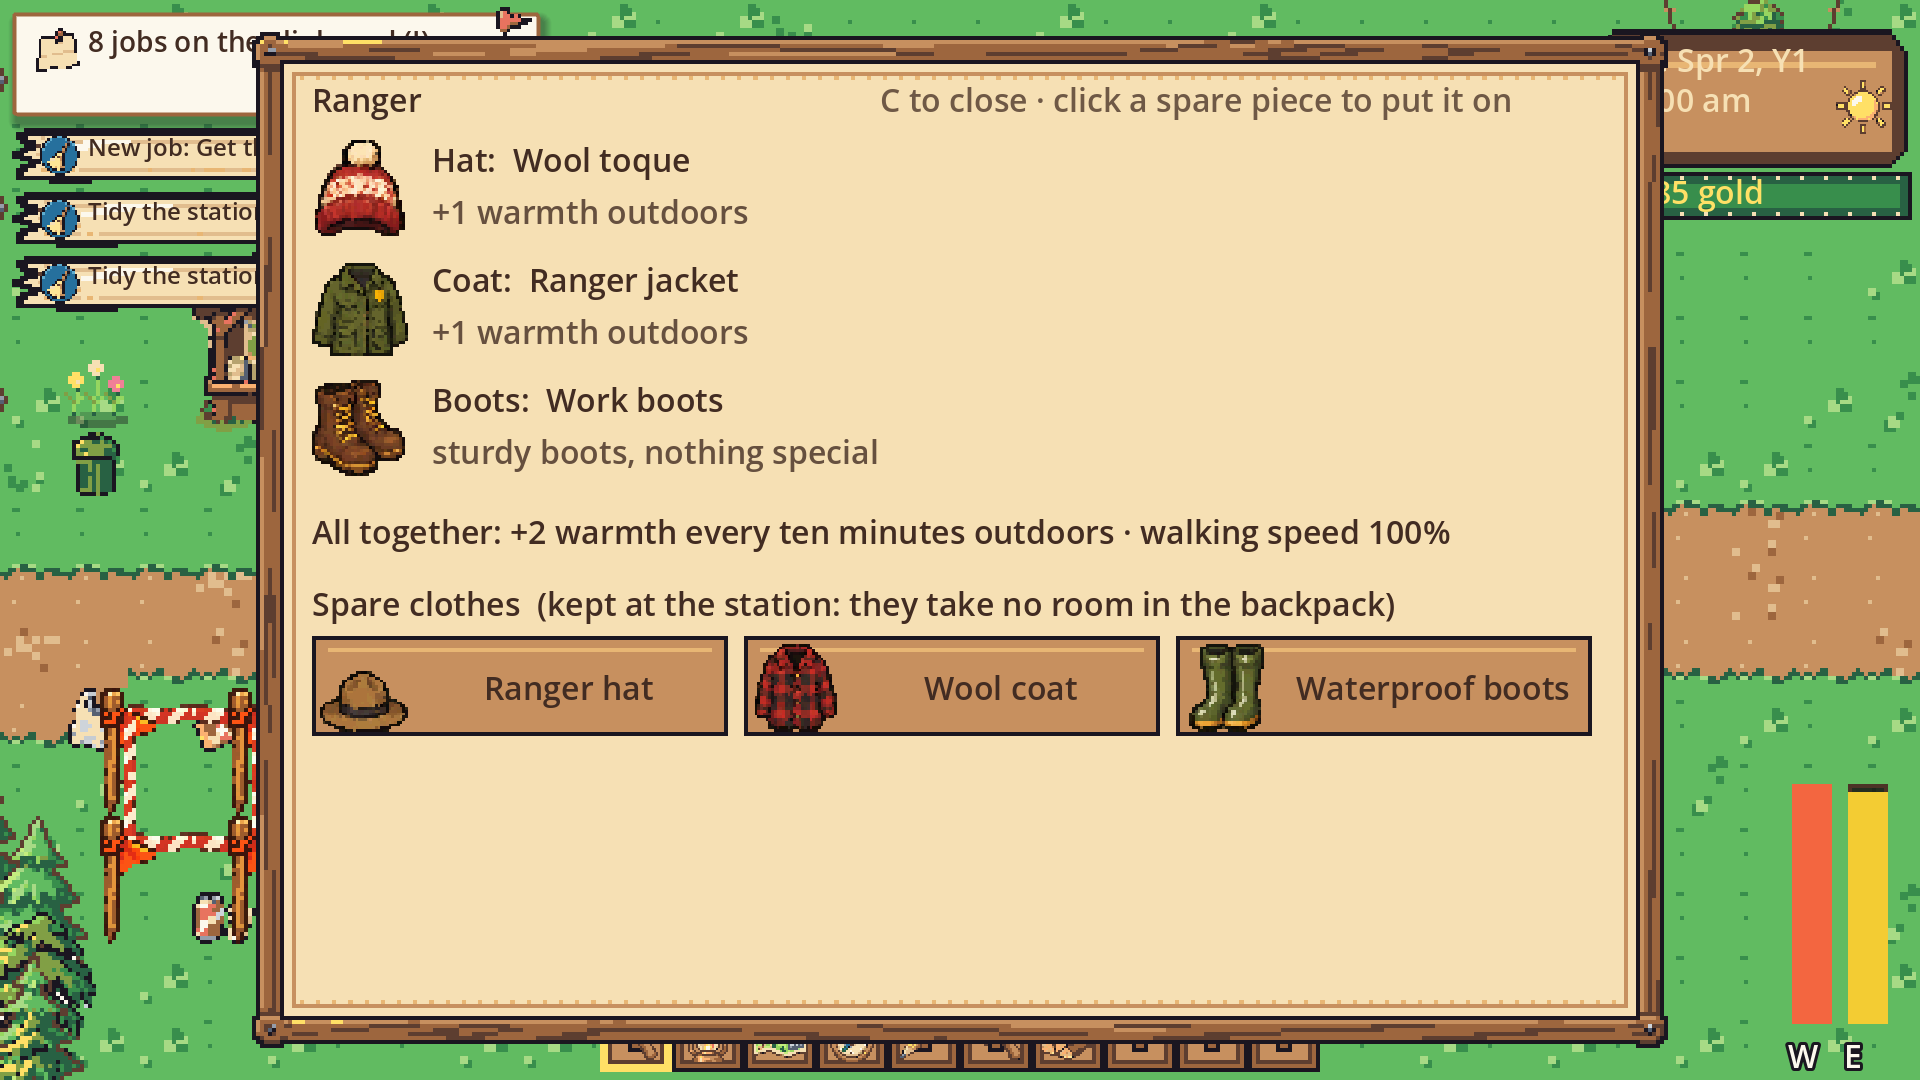 8 jobs on the
Spr 2, Y1
00 am
35 gold
New job: Get
Tidy the station
Tidy the station
Ranger
C to close · click a spare piece to put it on
Hat: Wool toque
+1 warmth outdoors
Coat: Ranger jacket
+1 warmth outdoors
Boots: Work boots
sturdy boots, nothing special
All together: +2 warmth every ten minutes outdoors · walking speed 100%
Spare clothes (kept at the station: they take no room in the backpack)
Ranger hat
Wool coat
Waterproof boots
W E